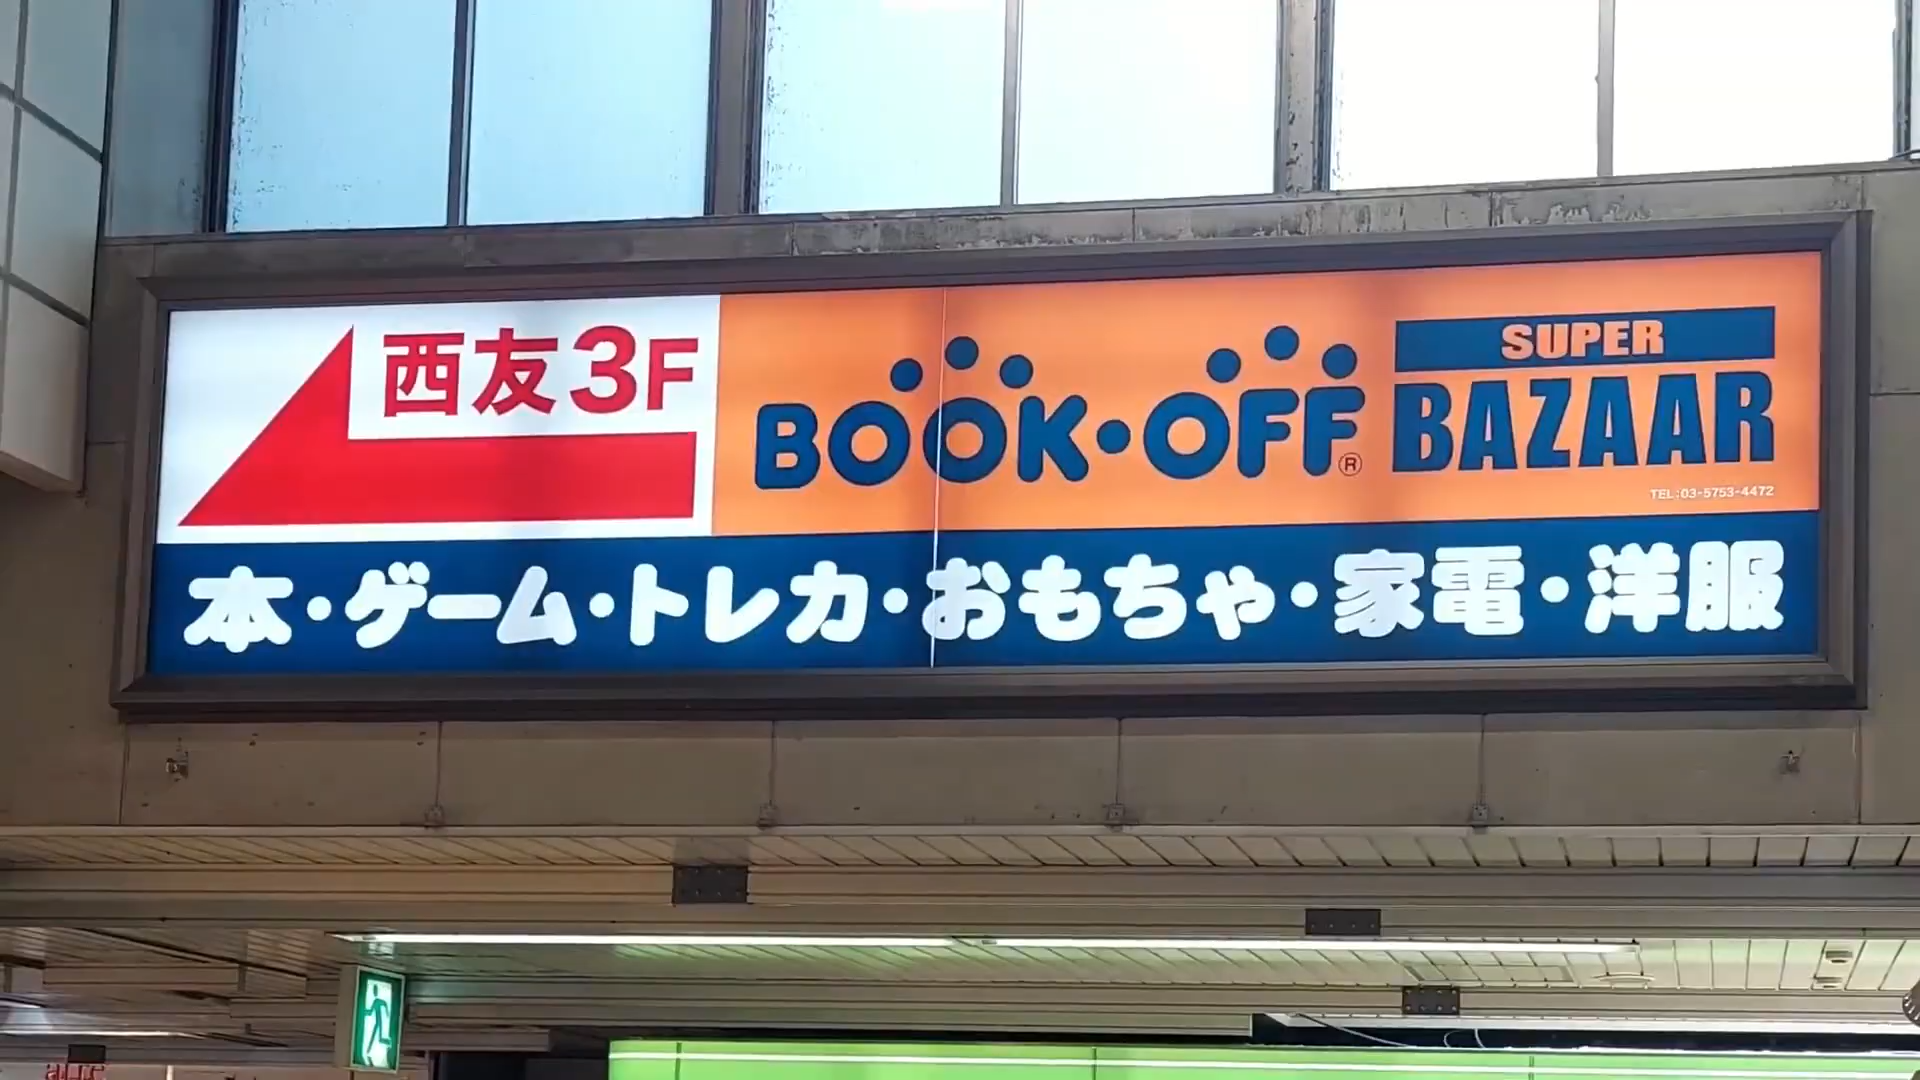 西友3F
BOOK・OFF®
SUPER
BAZAAR
TEL:03-5753-4472
本・ゲーム・トレカ・おもちゃ・家電・洋服